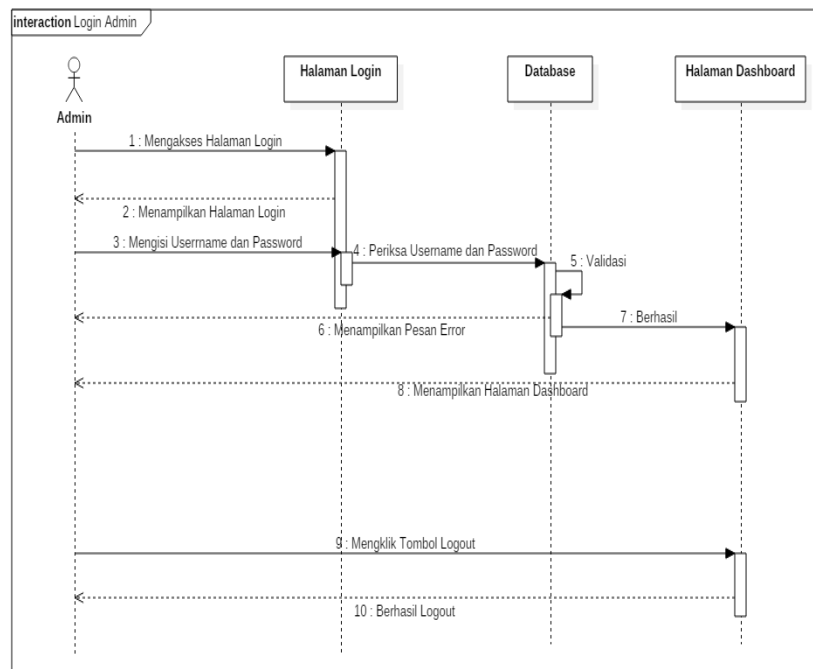 interaction Login Admin
Halaman Login
Database
Halaman Dashboard
Admin
1 : Mengakses Halaman Login
2 : Menampilkan Halaman Login
3 : Mengisi Userrname dan Password
4 : Periksa Username dan Password
5 : Validasi
6 : Menampilkan Pesan Error
7 : Berhasil
8 : Menampilkan Halaman Dashboard
9 : Mengklik Tombol Logout
10 : Berhasil Logout